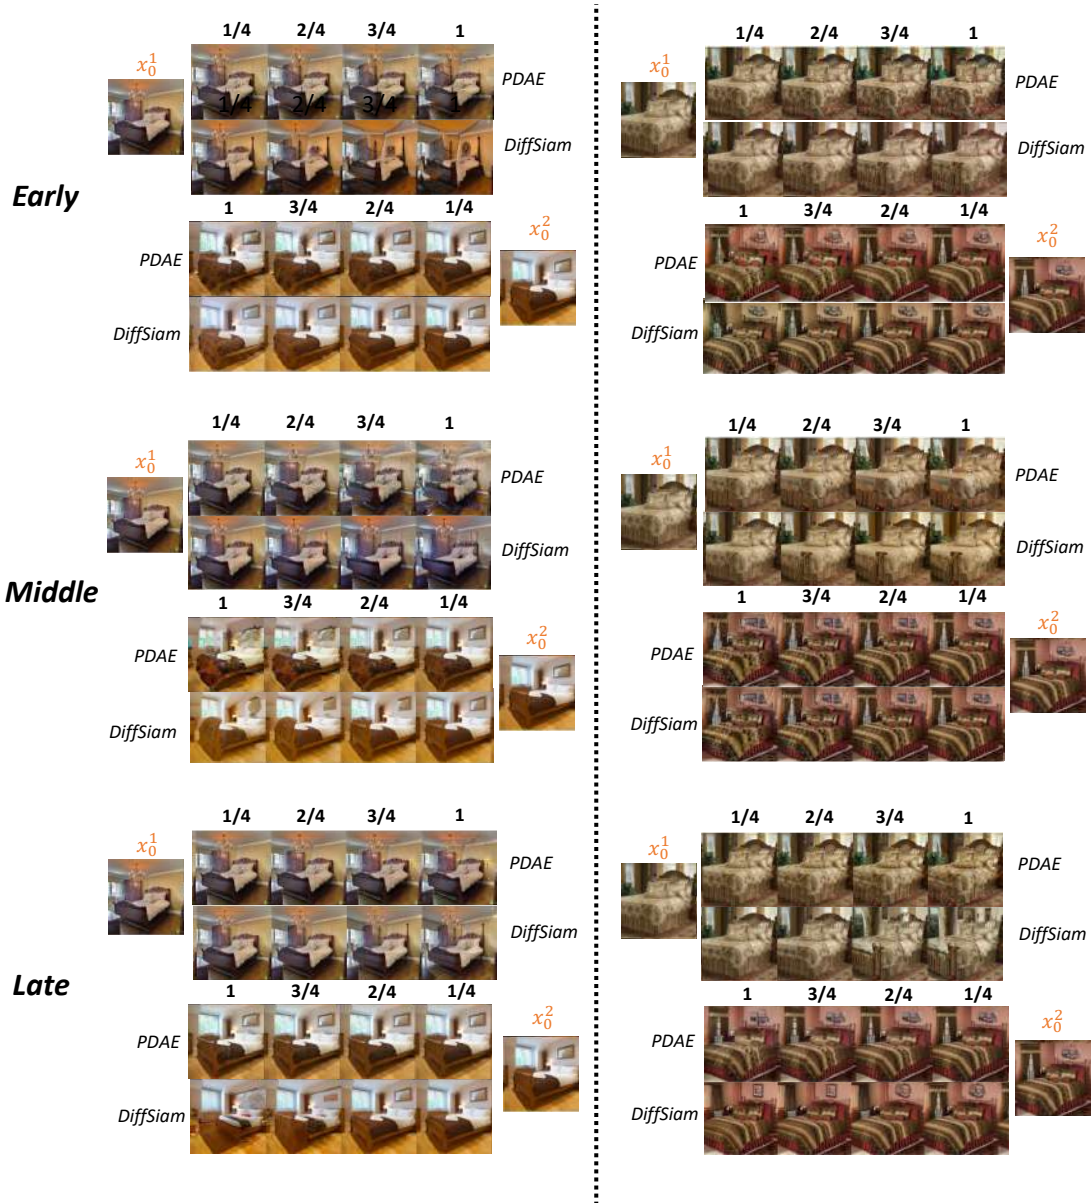 1/4 2/4 3/4 1
x_0^1
PDAE
1/4 2/4 3/4 1
DiffSiam
Early
1 3/4 2/4 1/4
x_0^2
PDAE
DiffSiam
1/4 2/4 3/4 1
x_0^1
PDAE
DiffSiam
1 3/4 2/4 1/4
x_0^2
PDAE
DiffSiam
1/4 2/4 3/4 1
x_0^1
PDAE
DiffSiam
Middle
1 3/4 2/4 1/4
x_0^2
PDAE
DiffSiam
1/4 2/4 3/4 1
x_0^1
PDAE
DiffSiam
1 3/4 2/4 1/4
x_0^2
PDAE
DiffSiam
1/4 2/4 3/4 1
x_0^1
PDAE
DiffSiam
Late
1 3/4 2/4 1/4
x_0^2
PDAE
DiffSiam
1/4 2/4 3/4 1
x_0^1
PDAE
DiffSiam
1 3/4 2/4 1/4
x_0^2
PDAE
DiffSiam